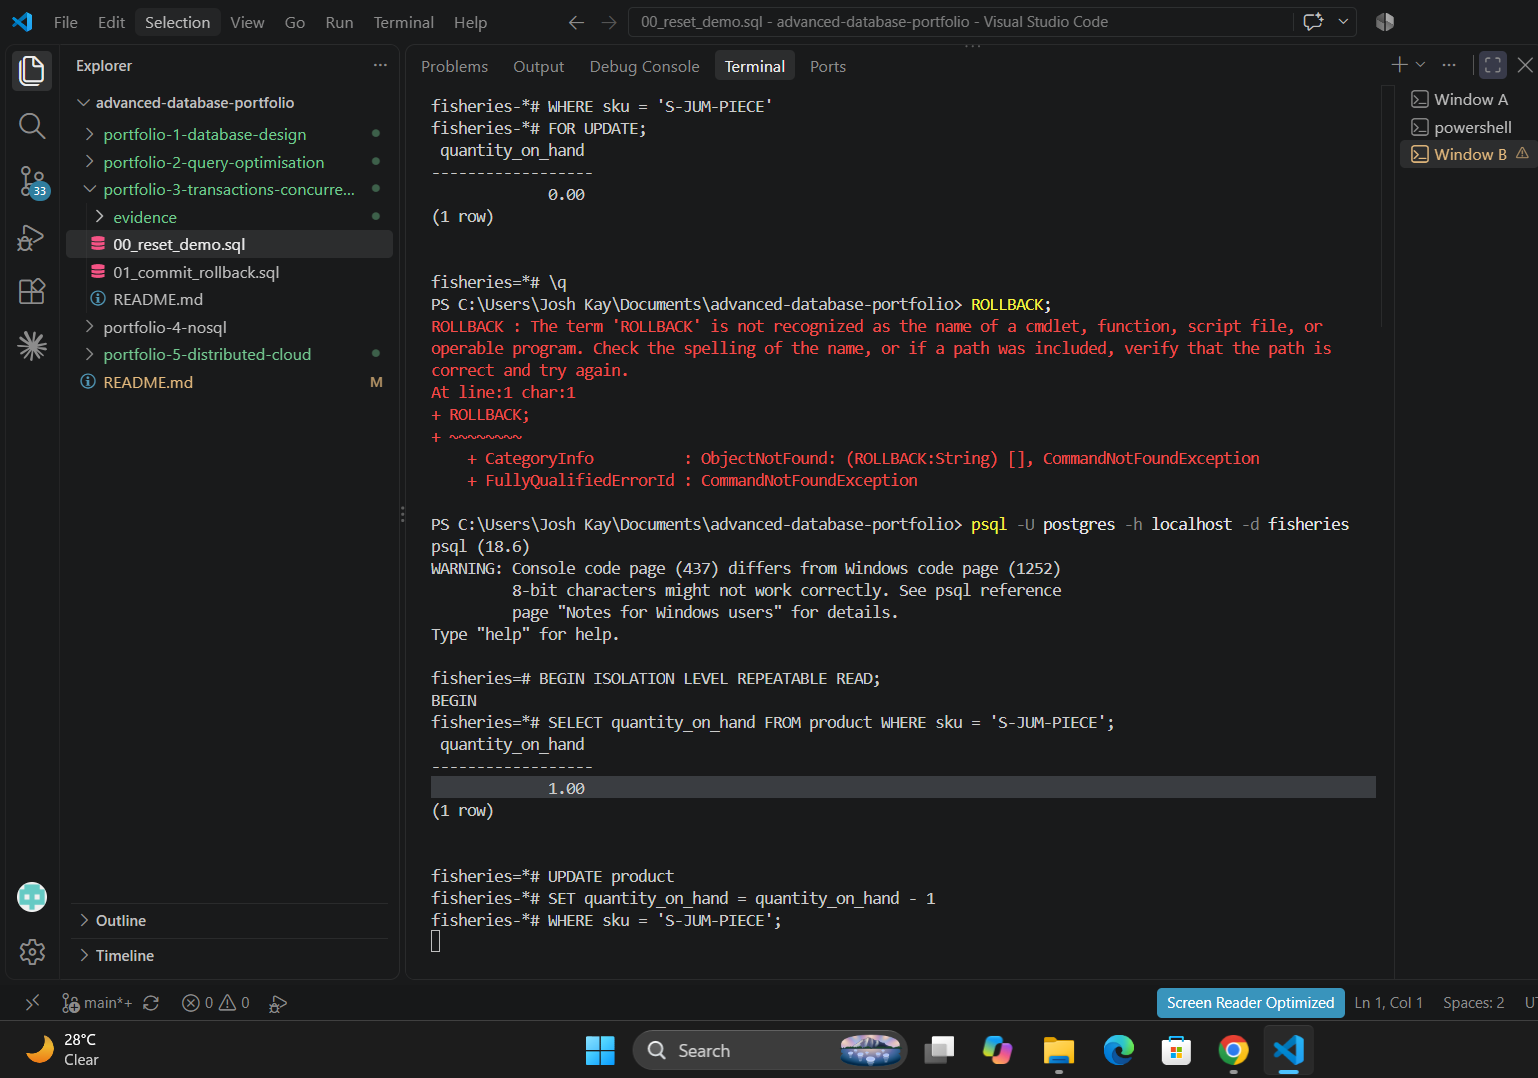 File Edit Selection View Go Run Terminal Help
00_reset_demo.sql - advanced-database-portfolio - Visual Studio Code
Explorer
advanced-database-portfolio
portfolio-1-database-design
portfolio-2-query-optimisation
portfolio-3-transactions-concurre...
evidence
00_reset_demo.sql
01_commit_rollback.sql
README.md
portfolio-4-nosql
portfolio-5-distributed-cloud
README.md M
33
Outline
Timeline
Problems Output Debug Console Terminal Ports
fisheries-*# WHERE sku = 'S-JUM-PIECE'
fisheries-*# FOR UPDATE;
quantity_on_hand
------------------
0.00
(1 row)
fisheries=*# \q
PS C:\Users\Josh Kay\Documents\advanced-database-portfolio> ROLLBACK;
ROLLBACK : The term 'ROLLBACK' is not recognized as the name of a cmdlet, function, script file, or
operable program. Check the spelling of the name, or if a path was included, verify that the path is
correct and try again.
At line:1 char:1
+ ROLLBACK;
+ ~~~~~~~~
+ CategoryInfo : ObjectNotFound: (ROLLBACK:String) [], CommandNotFoundException
+ FullyQualifiedErrorId : CommandNotFoundException
PS C:\Users\Josh Kay\Documents\advanced-database-portfolio> psql -U postgres -h localhost -d fisheries
psql (18.6)
WARNING: Console code page (437) differs from Windows code page (1252)
8-bit characters might not work correctly. See psql reference
page "Notes for Windows users" for details.
Type "help" for help.
fisheries=# BEGIN ISOLATION LEVEL REPEATABLE READ;
BEGIN
fisheries=*# SELECT quantity_on_hand FROM product WHERE sku = 'S-JUM-PIECE';
quantity_on_hand
------------------
1.00
(1 row)
fisheries=*# UPDATE product
fisheries-*# SET quantity_on_hand = quantity_on_hand - 1
fisheries-*# WHERE sku = 'S-JUM-PIECE';
Window A
powershell
Window B
main*+ 0 0
Screen Reader Optimized Ln 1, Col 1 Spaces: 2
28°C
Clear
Search